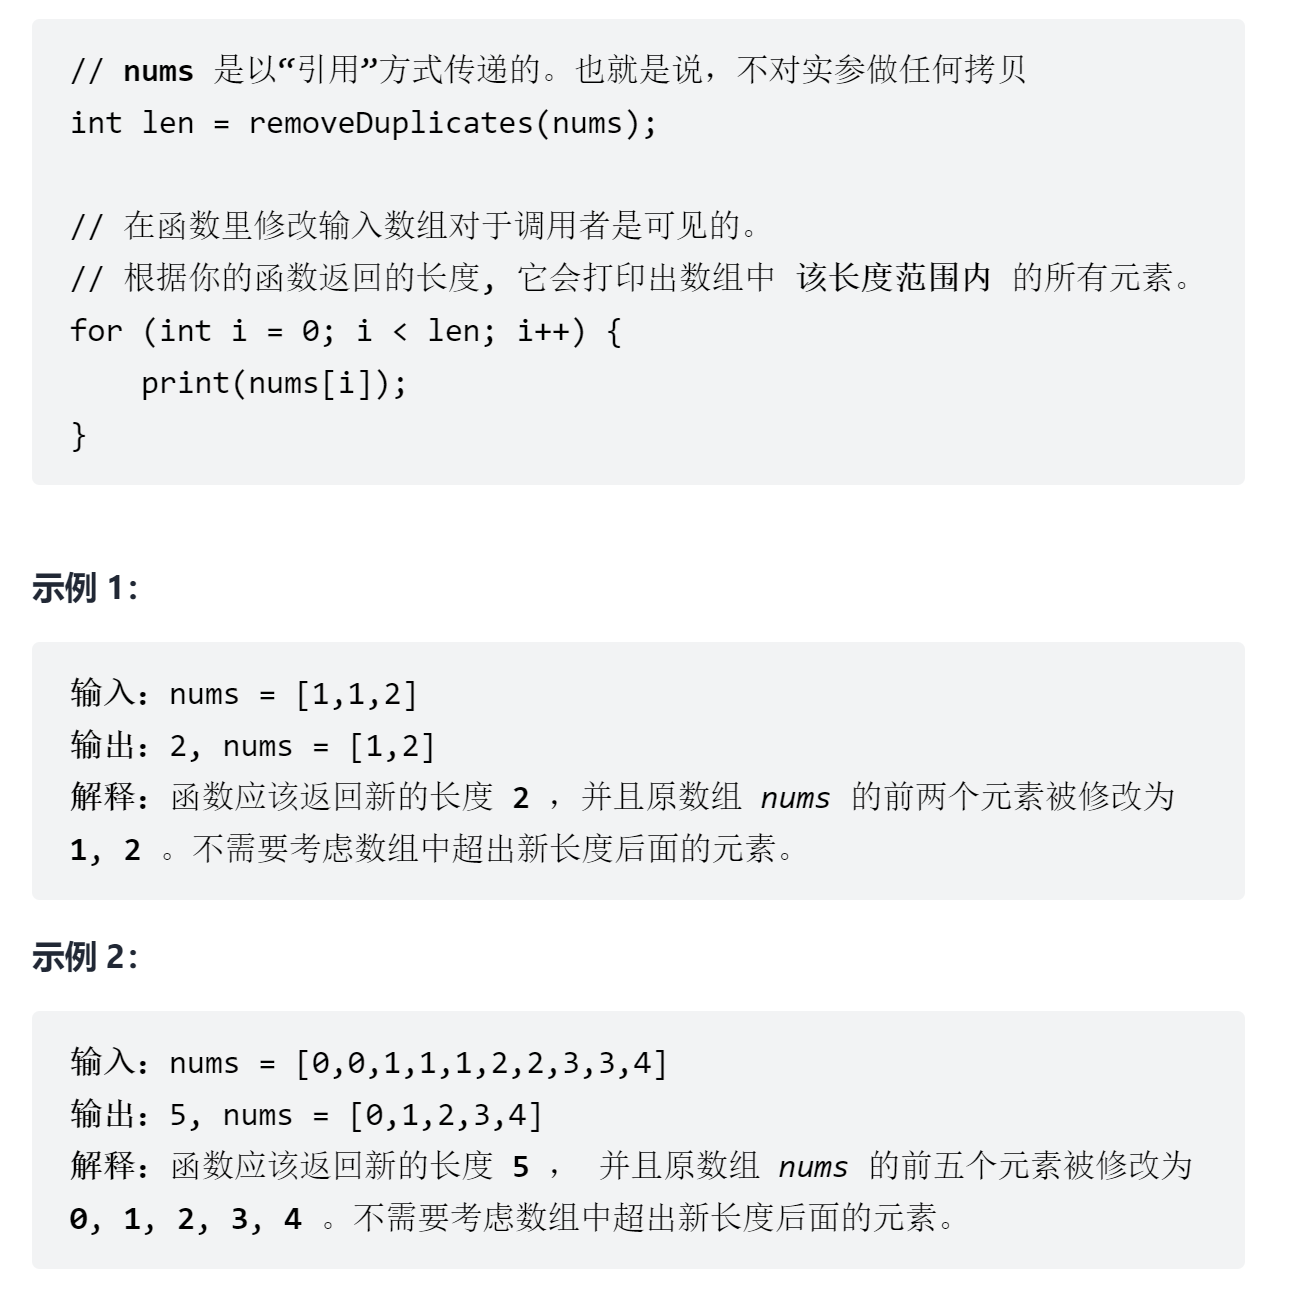 // nums 是以“引用”方式传递的。也就是说，不对实参做任何拷贝
int len = removeDuplicates(nums);
// 在函数里修改输入数组对于调用者是可见的。
// 根据你的函数返回的长度, 它会打印出数组中 该长度范围内 的所有元素。
for (int i = 0; i < len; i++) {
    print(nums[i]);
}
示例 1：
输入：nums = [1,1,2]
输出：2, nums = [1,2]
解释：函数应该返回新的长度 2 ，并且原数组 nums 的前两个元素被修改为
1, 2 。不需要考虑数组中超出新长度后面的元素。
示例 2：
输入：nums = [0,0,1,1,1,2,2,3,3,4]
输出：5, nums = [0,1,2,3,4]
解释：函数应该返回新的长度 5 ， 并且原数组 nums 的前五个元素被修改为
0, 1, 2, 3, 4 。不需要考虑数组中超出新长度后面的元素。